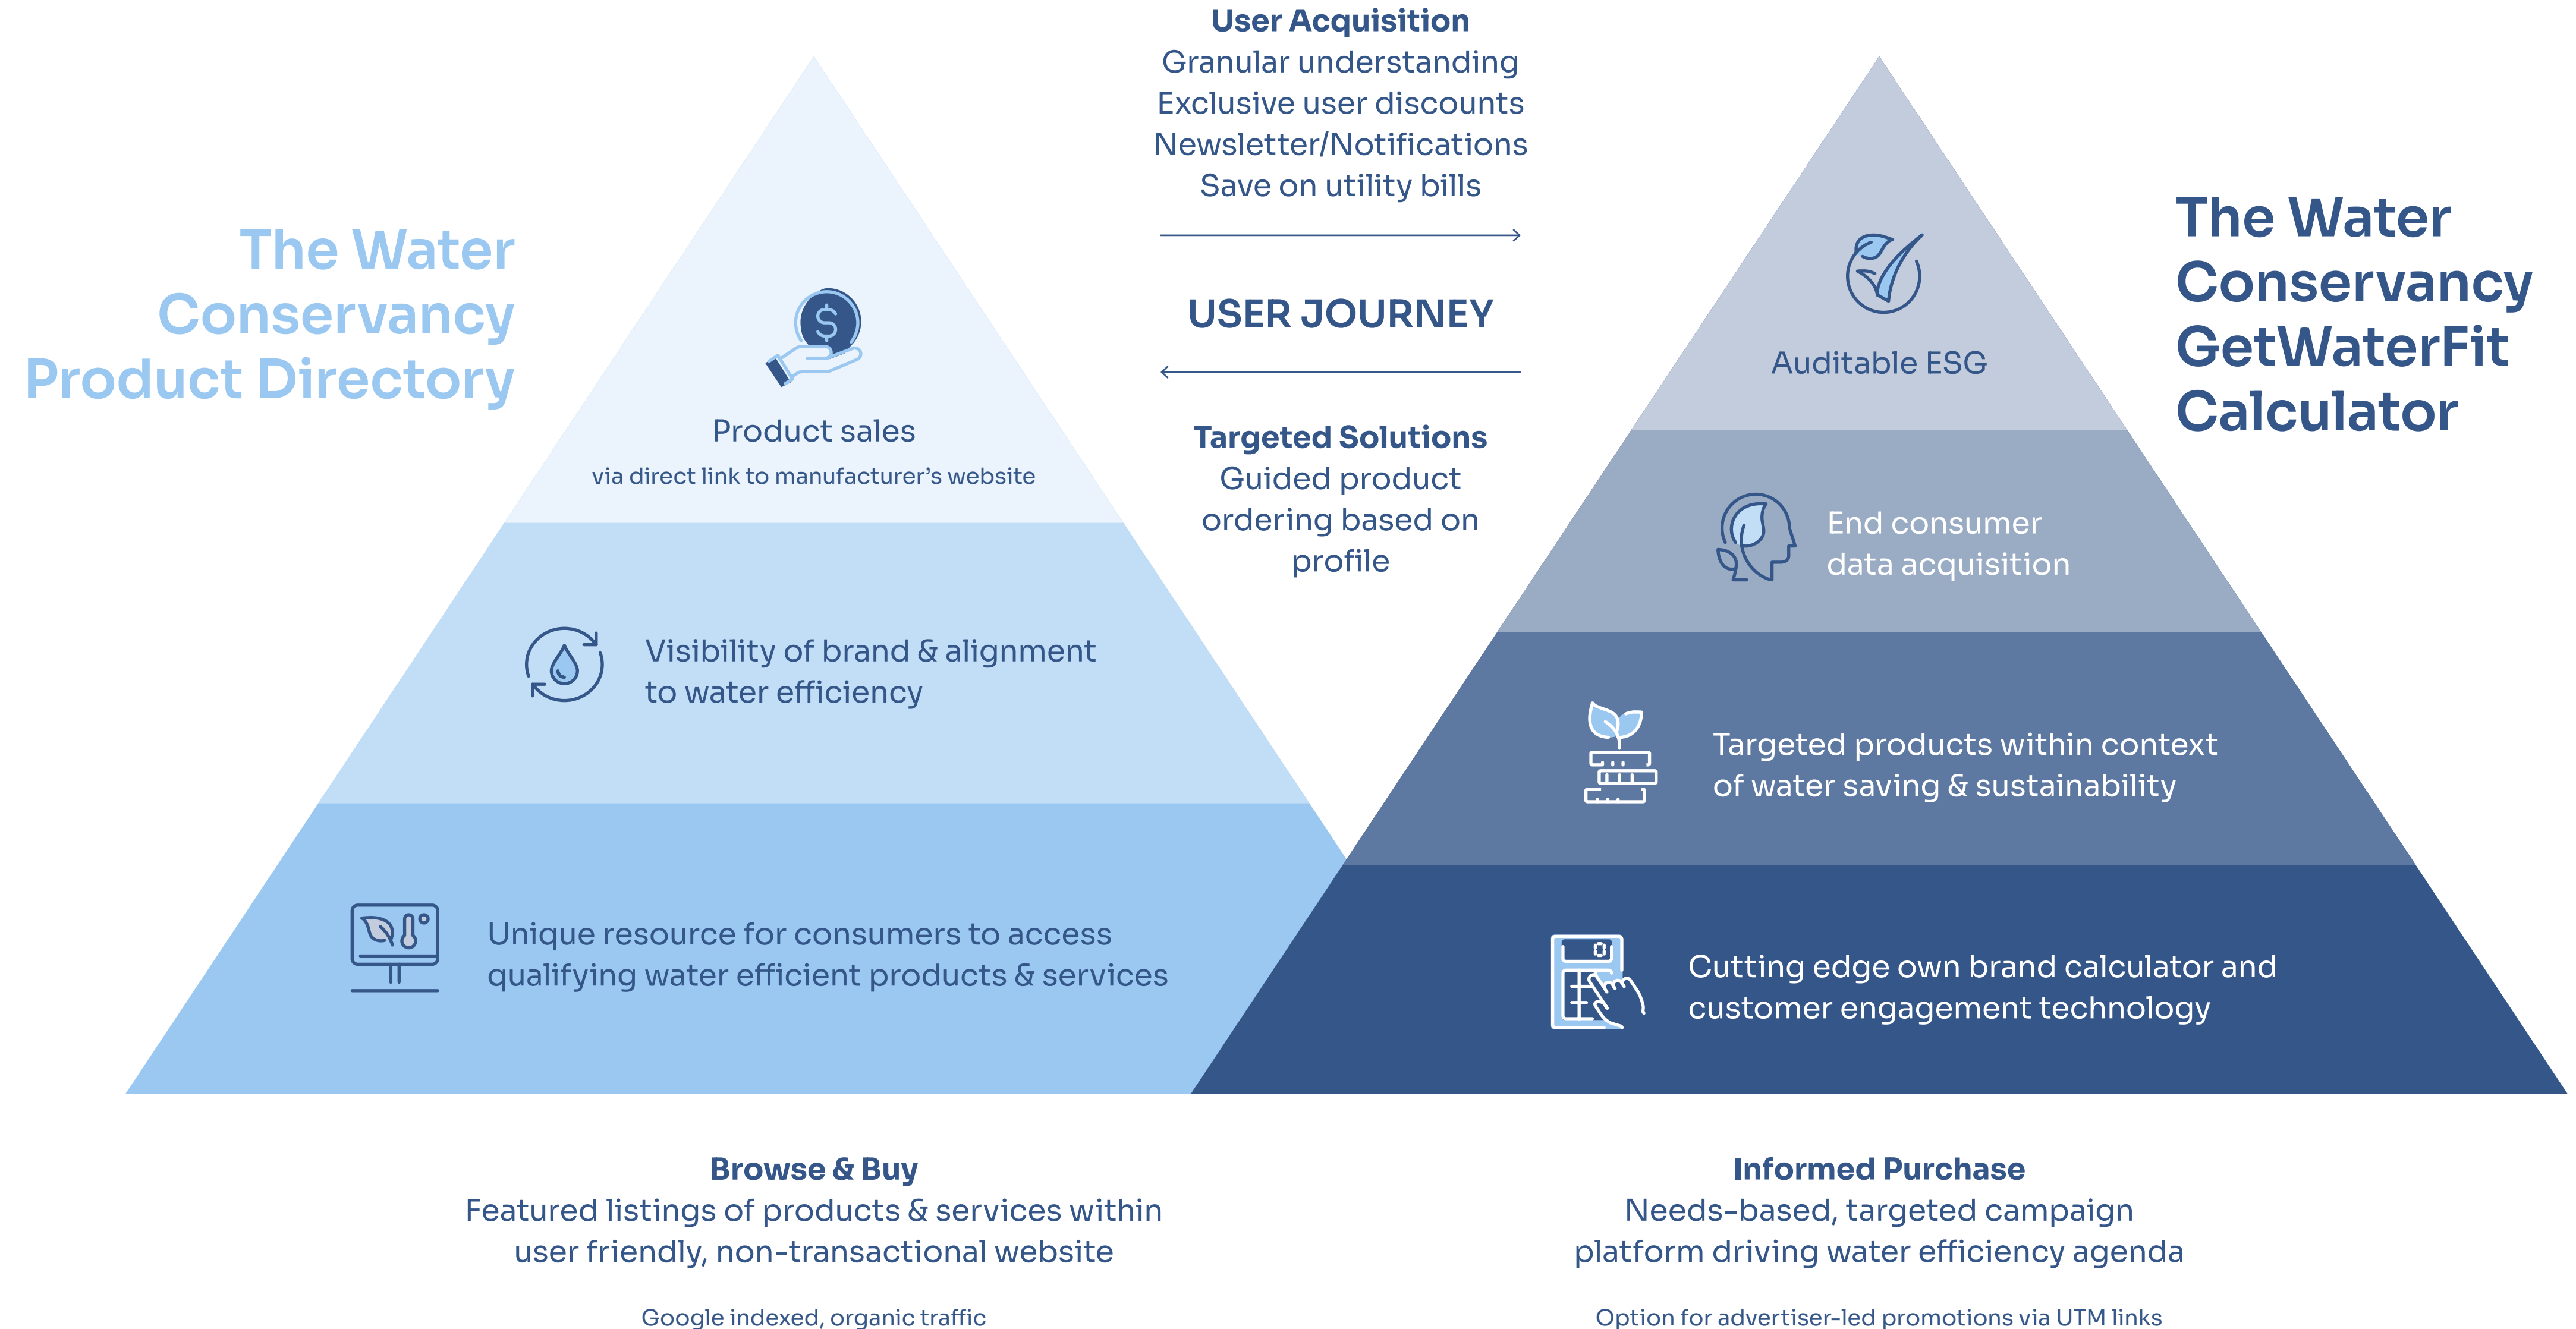 The Water
Conservancy
Product Directory
Product sales
via direct link to manufacturer’s website
Visibility of brand & alignment
to water efficiency
Unique resource for consumers to access
qualifying water efficient products & services
Browse & Buy
Featured listings of products & services within
user friendly, non-transactional website
Google indexed, organic traffic
User Acquisition
Granular understanding
Exclusive user discounts
Newsletter/Notifications
Save on utility bills
USER JOURNEY
Targeted Solutions
Guided product
ordering based on
profile
The Water
Conservancy
GetWaterFit
Calculator
Auditable ESG
End consumer
data acquisition
Targeted products within context
of water saving & sustainability
0
Cutting edge own brand calculator and
customer engagement technology
Informed Purchase
Needs-based, targeted campaign
platform driving water efficiency agenda
Option for advertiser-led promotions via UTM links